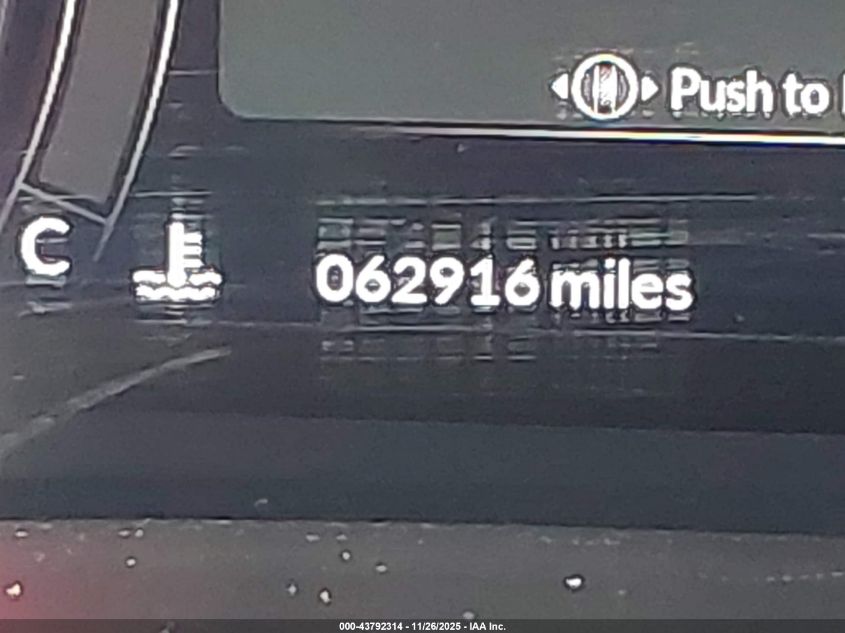 Push to
C
062916 miles
000-43792314 - 11/26/2025 - IAA Inc.